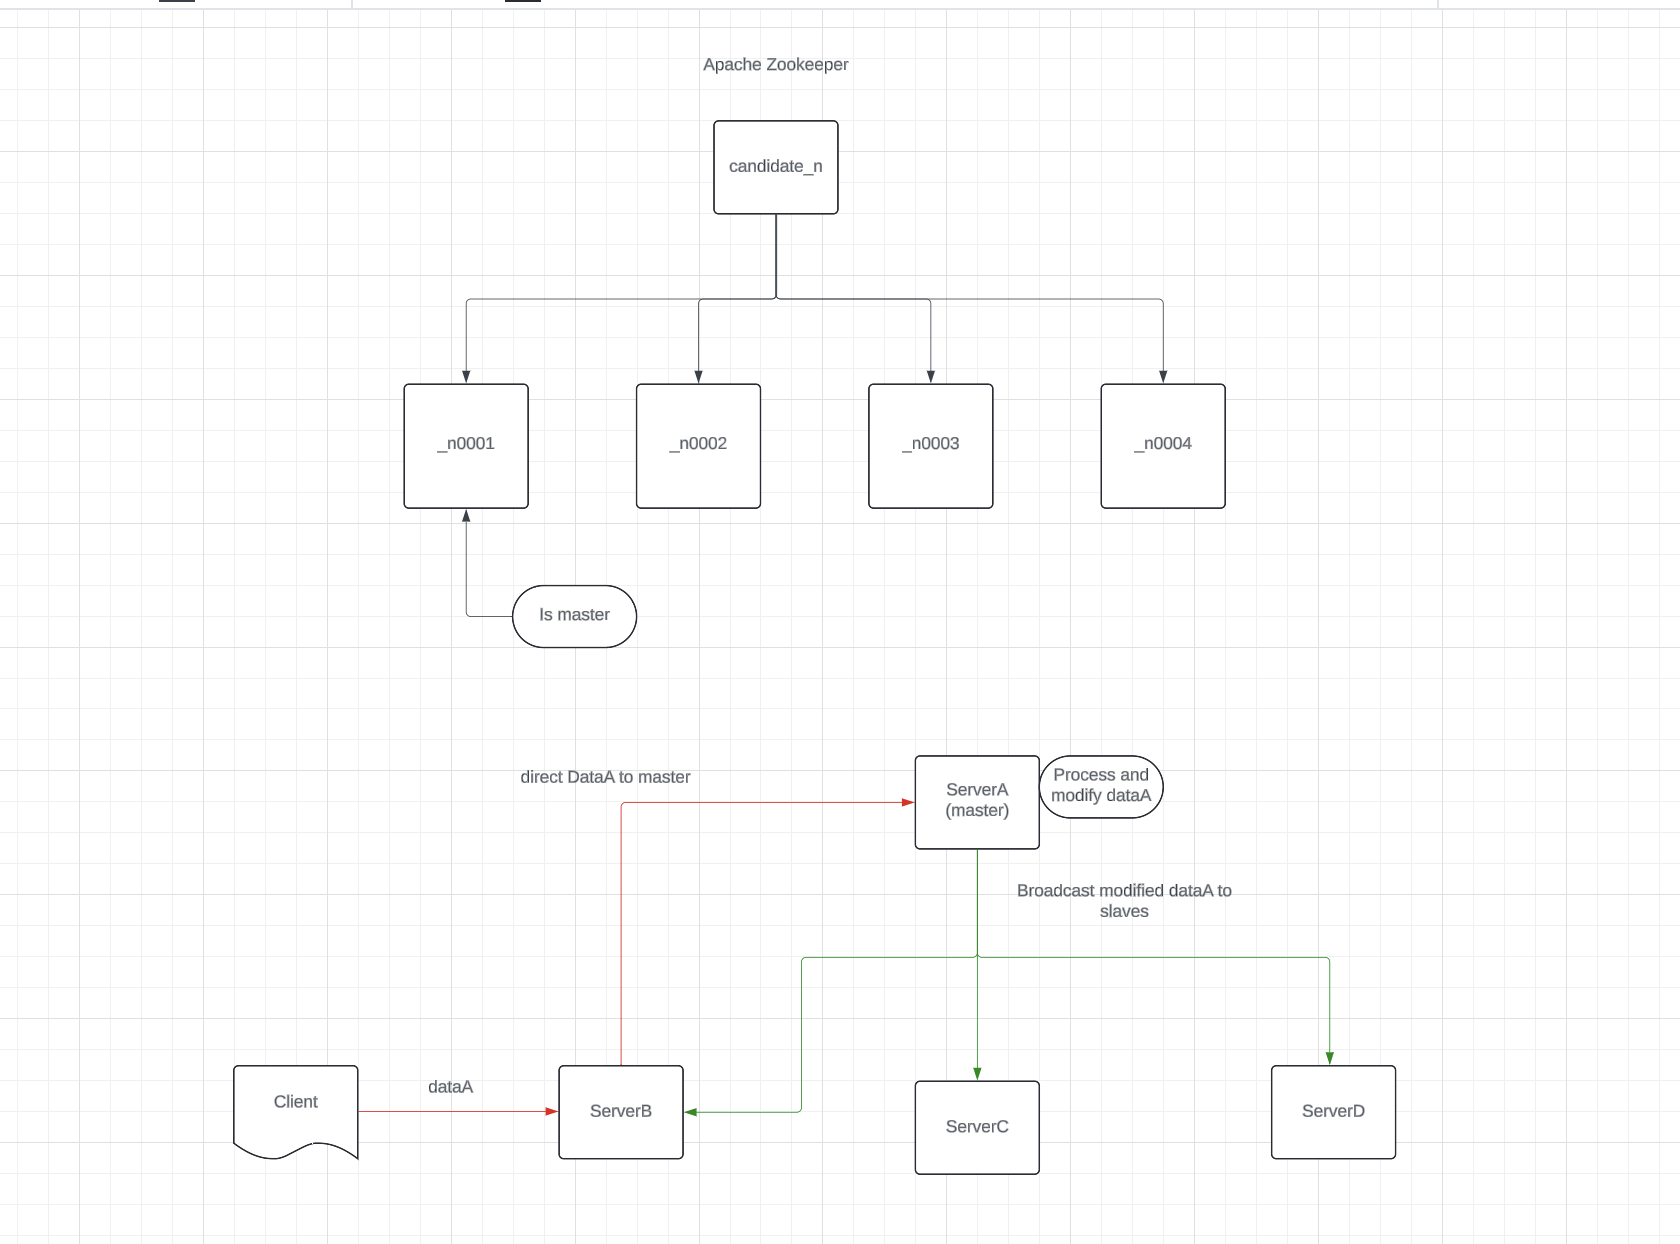 Apache Zookeeper
candidate_n
_n0001
_n0002
_n0003
_n0004
Is master
direct DataA to master
ServerA
(master)
Process and
modify dataA
Broadcast modified dataA to
slaves
Client
dataA
ServerB
ServerC
ServerD